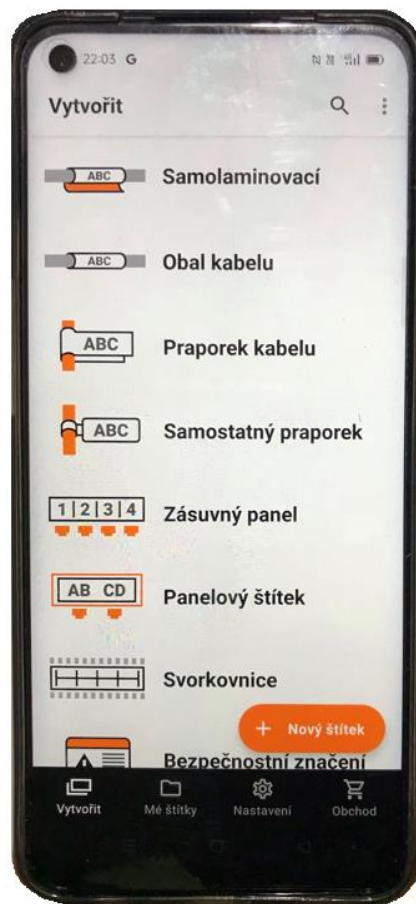 22:03 G
Vytvořit
ABC Samolaminovací
ABC Obal kabelu
ABC Praporek kabelu
ABC Samostatný praporek
1|2|3|4 Zásuvný panel
AB CD Panelový štítek
Svorkovnice
+ Nový štítek
Bezpečnostní značení
Vytvořit Mé štítky Nastavení Obchod